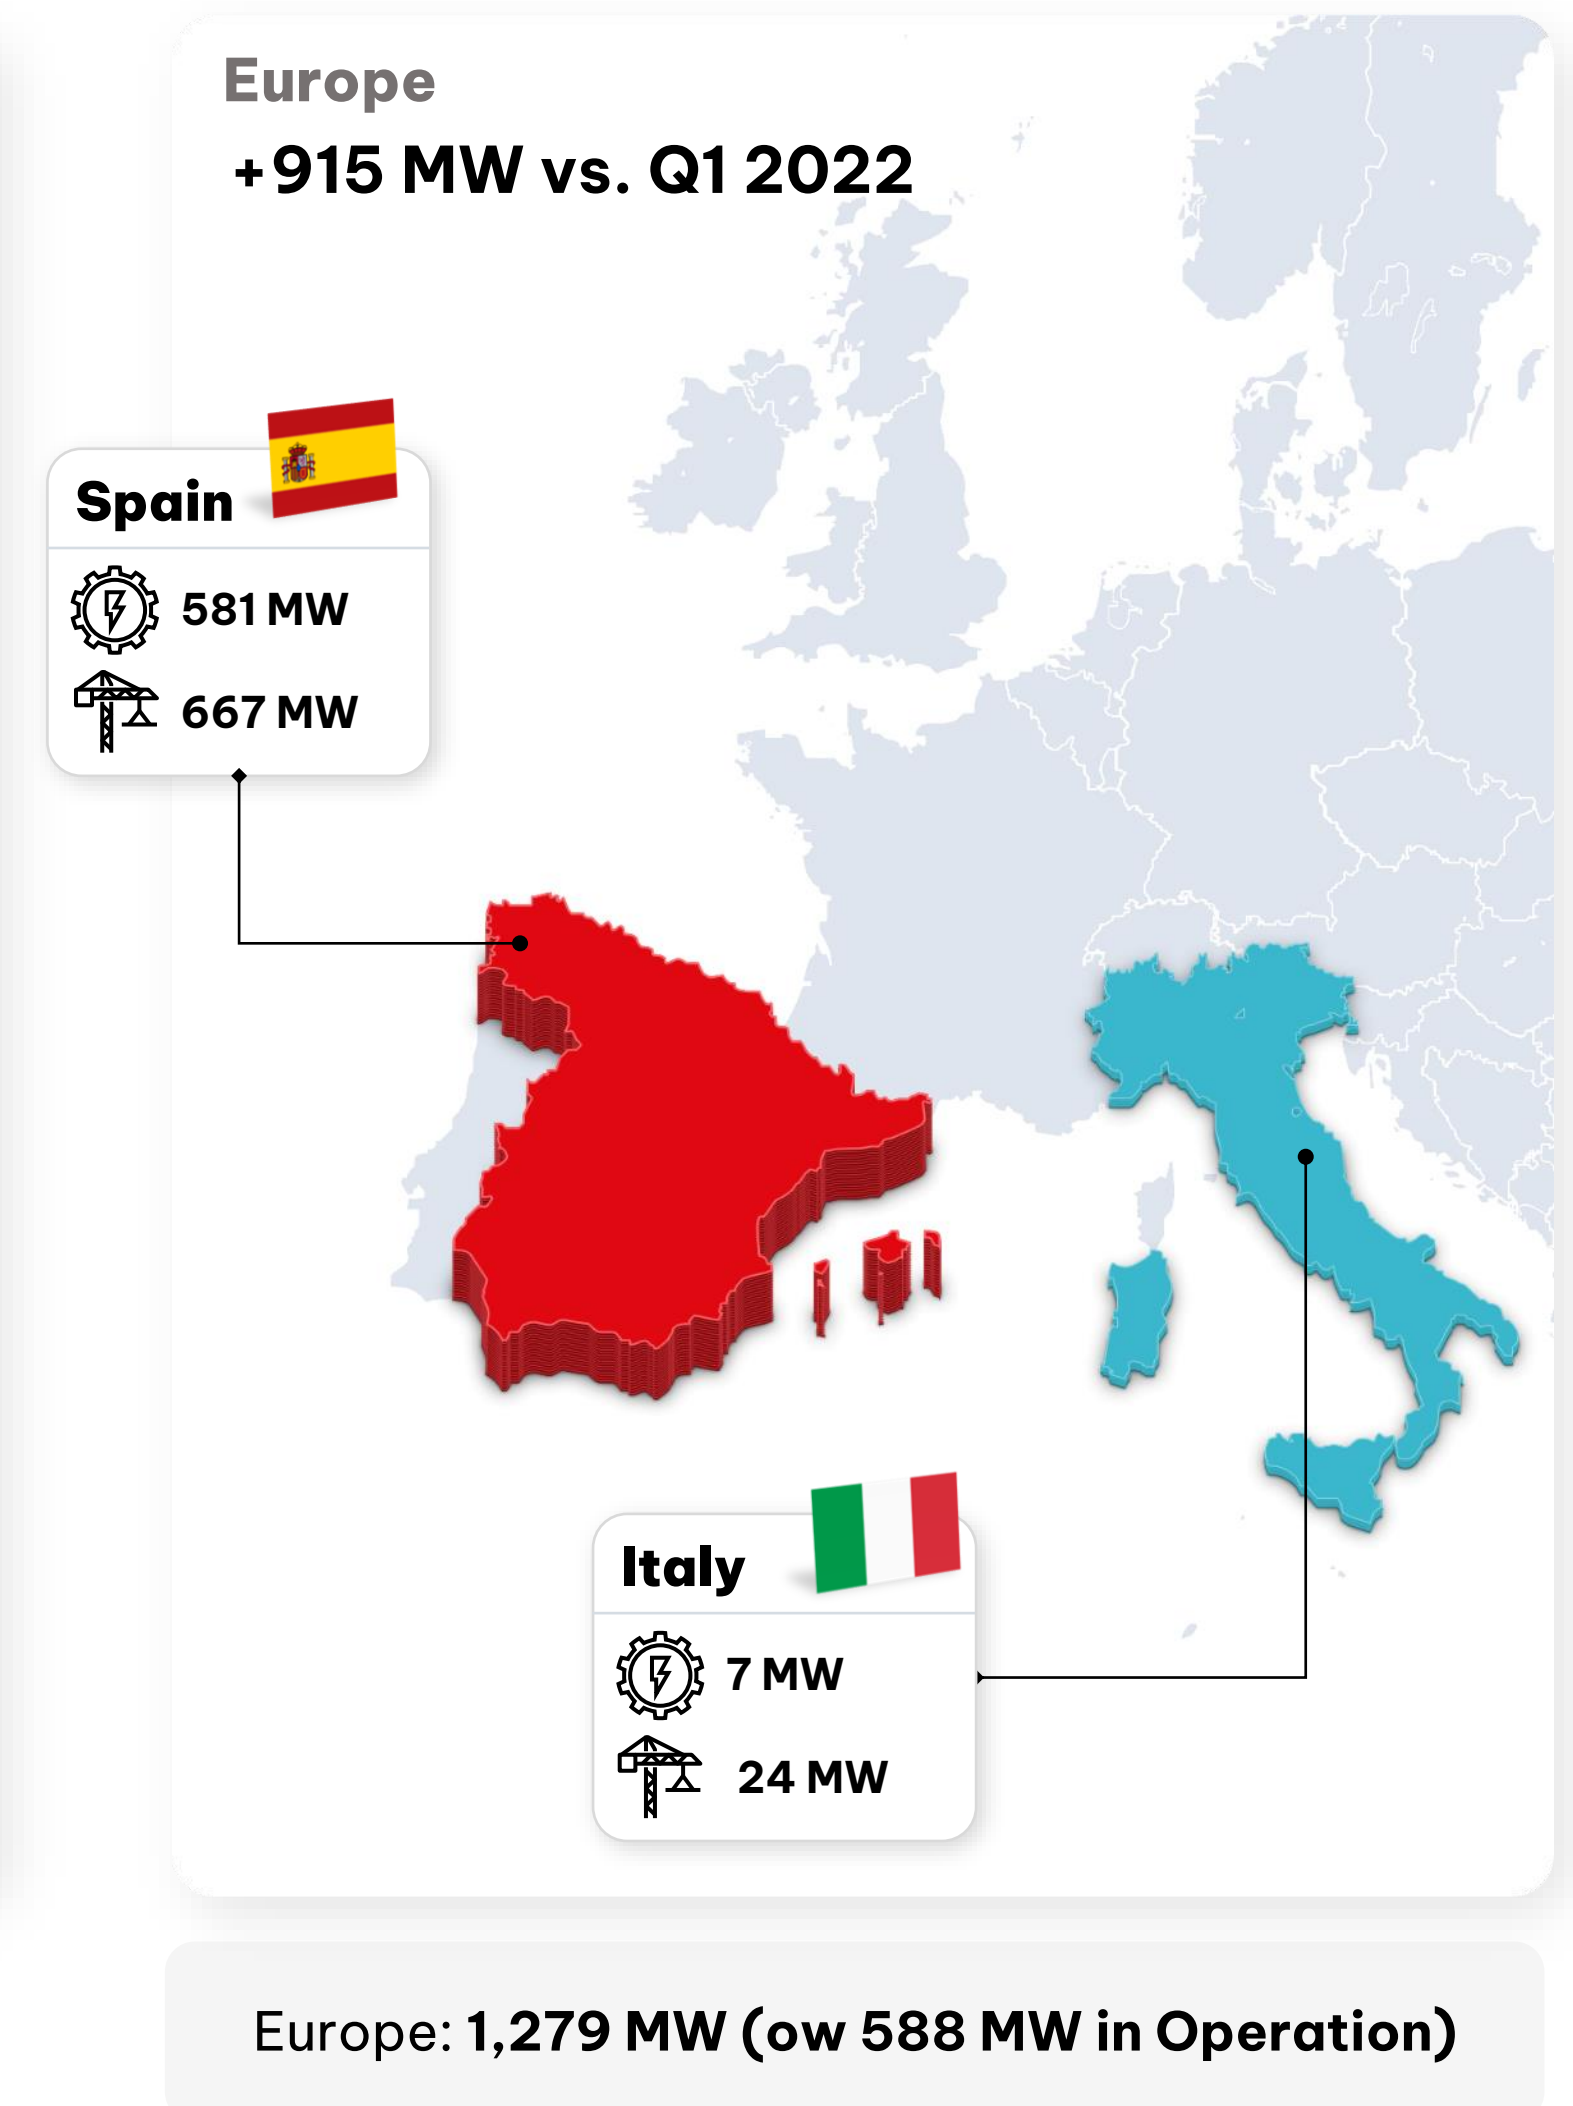 Europe
+915 MW vs. Q1 2022
Spain
581 MW
667 MW
Italy
7 MW
24 MW
Europe: 1,279 MW (ow 588 MW in Operation)